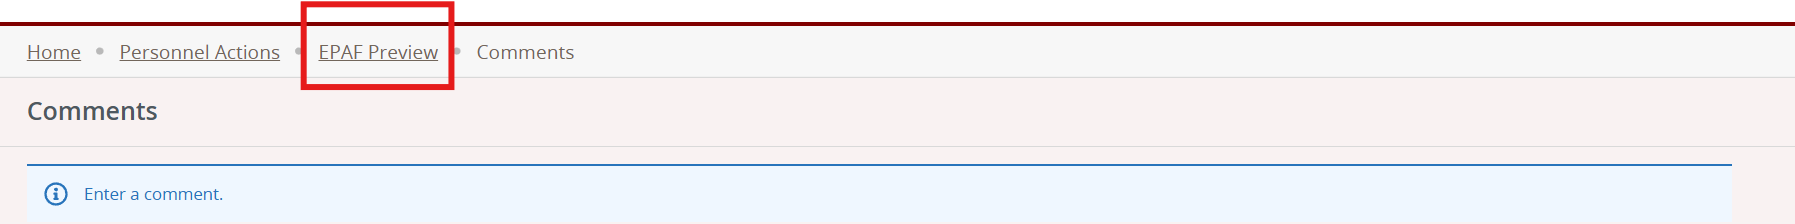 Home • Personnel Actions • EPAF Preview • Comments
Comments
Enter a comment.